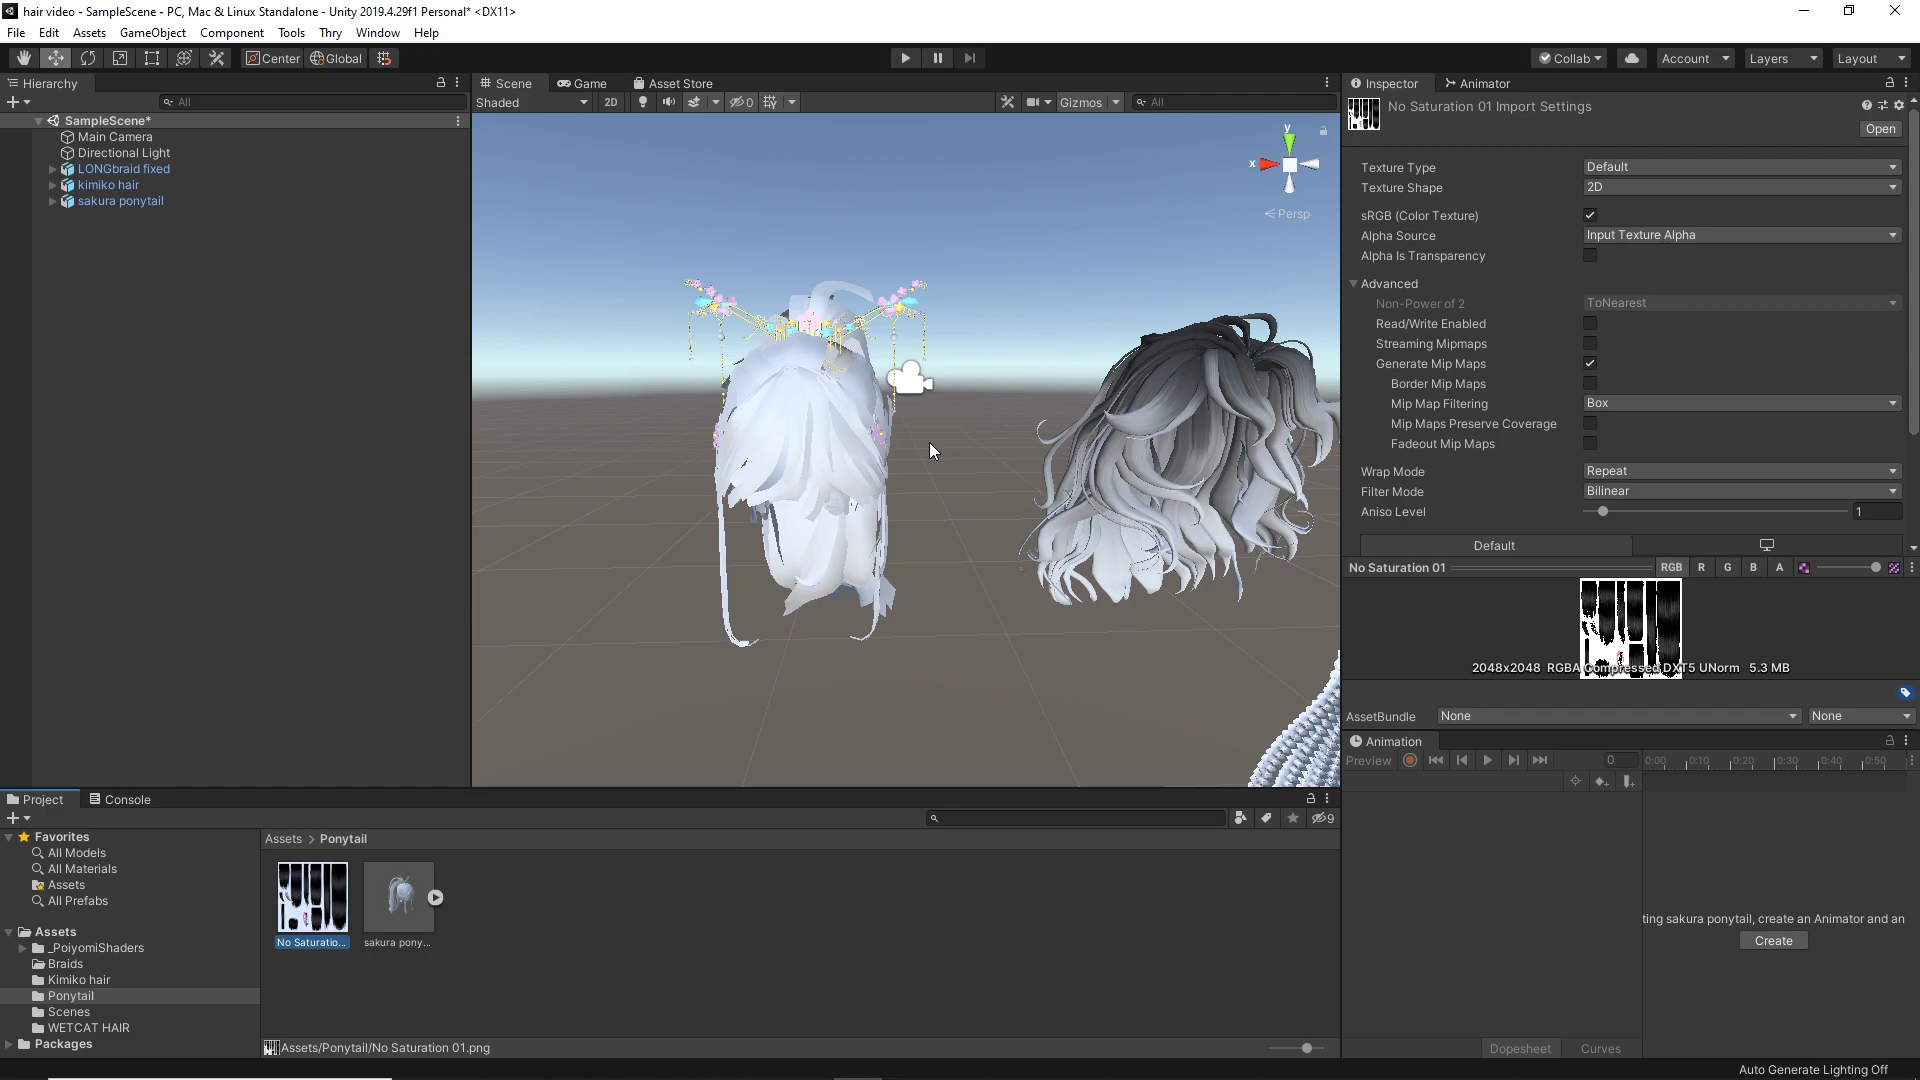 hair video - SampleScene - PC, Mac & Linux Standalone - Unity 2019.4.29f1 Personal* <DX11>
File Edit Assets GameObject Component Tools Thry Window Help
Center Global Collab Account Layers Layout
Hierarchy
All
SampleScene*
Main Camera
Directional Light
LONGbraid fixed
kimiko hair
sakura ponytail
Scene Game Asset Store
Shaded 2D 0 Gizmos All
y
x
Persp
Inspector Animator
No Saturation 01 Import Settings
Open
Texture Type Default
Texture Shape 2D
sRGB (Color Texture)
Alpha Source Input Texture Alpha
Alpha Is Transparency
Advanced
Non-Power of 2 ToNearest
Read/Write Enabled
Streaming Mipmaps
Generate Mip Maps
Border Mip Maps
Mip Map Filtering Box
Mip Maps Preserve Coverage
Fadeout Mip Maps
Wrap Mode Repeat
Filter Mode Bilinear
Aniso Level 1
Default
No Saturation 01 RGB R G B A
2048x2048 RGBA Compressed DXT5 UNorm 5.3 MB
AssetBundle None None
Animation
Preview 0 0:00 0:10 0:20 0:30 0:40 0:50
ting sakura ponytail, create an Animator and an
Create
Dopesheet Curves
Project Console
9
Favorites
All Models
All Materials
Assets
All Prefabs
Assets
_PoiyomiShaders
Braids
Kimiko hair
Ponytail
Scenes
WETCAT HAIR
Packages
Assets > Ponytail
No Saturatio... sakura pony...
Assets/Ponytail/No Saturation 01.png
Auto Generate Lighting Off